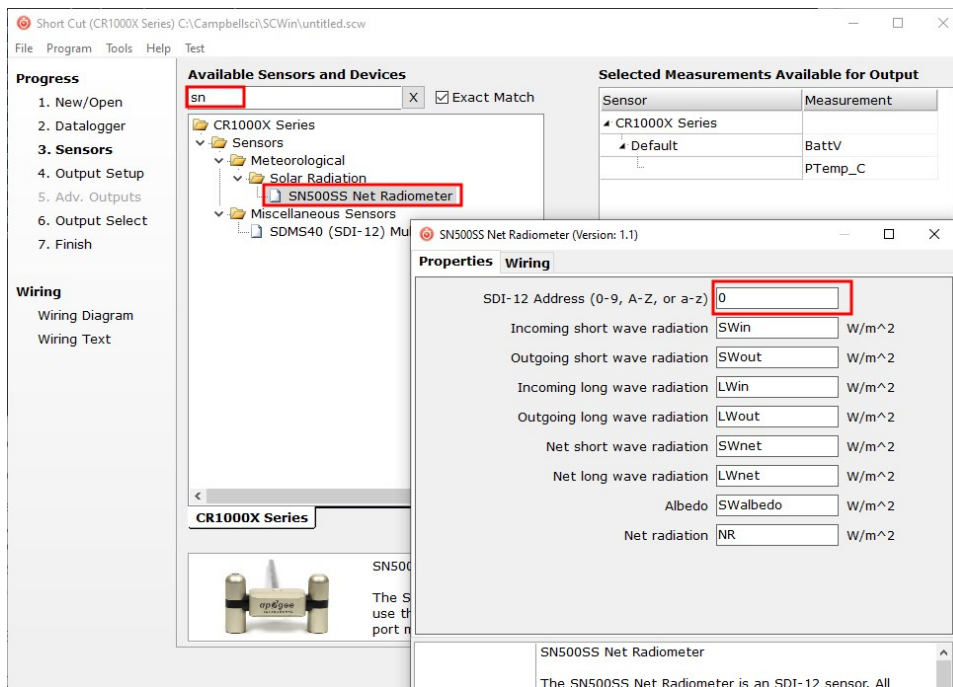 Short Cut (CR1000X Series) C:\Campbellsci\SCWin\untitled.scw
File Program Tools Help Test
Progress
1. New/Open
2. Datalogger
3. Sensors
4. Output Setup
5. Adv. Outputs
6. Output Select
7. Finish
Wiring
Wiring Diagram
Wiring Text
Available Sensors and Devices
sn X Exact Match
CR1000X Series
Sensors
Meteorological
Solar Radiation
SN500SS Net Radiometer
Miscellaneous Sensors
SDMS40 (SDI-12) Mul
CR1000X Series
apogee
SN500
The S
use th
port m
Selected Measurements Available for Output
Sensor Measurement
CR1000X Series
Default BattV
PTemp_C
SN500SS Net Radiometer (Version: 1.1)
Properties Wiring
SDI-12 Address (0-9, A-Z, or a-z) 0
Incoming short wave radiation SWin W/m^2
Outgoing short wave radiation SWout W/m^2
Incoming long wave radiation LWin W/m^2
Outgoing long wave radiation LWout W/m^2
Net short wave radiation SWnet W/m^2
Net long wave radiation LWnet W/m^2
Albedo SWalbedo W/m^2
Net radiation NR W/m^2
SN500SS Net Radiometer
The SN500SS Net Radiometer is an SDI-12 sensor. All